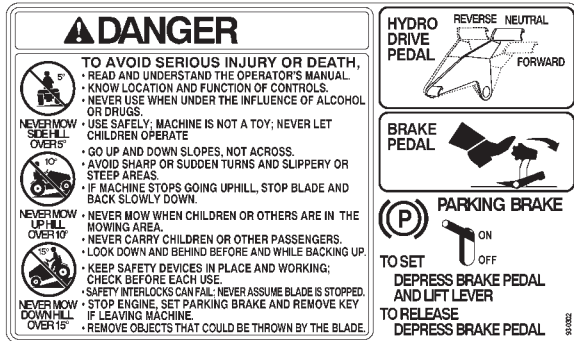 DANGER
TO AVOID SERIOUS INJURY OR DEATH,
• READ AND UNDERSTAND THE OPERATOR'S MANUAL.
• KNOW LOCATION AND FUNCTION OF CONTROLS.
• NEVER USE WHEN UNDER THE INFLUENCE OF ALCOHOL
OR DRUGS.
• USE SAFELY; MACHINE IS NOT A TOY; NEVER LET
CHILDREN OPERATE
• GO UP AND DOWN SLOPES, NOT ACROSS.
• AVOID SHARP OR SUDDEN TURNS AND SLIPPERY OR
STEEP AREAS.
• IF MACHINE STOPS GOING UPHILL, STOP BLADE AND
BACK SLOWLY DOWN.
• NEVER MOW WHEN CHILDREN OR OTHERS ARE IN THE
MOWING AREA.
• NEVER CARRY CHILDREN OR OTHER PASSENGERS.
• LOOK DOWN AND BEHIND BEFORE AND WHILE BACKING UP.
• KEEP SAFETY DEVICES IN PLACE AND WORKING;
CHECK BEFORE EACH USE.
• SAFETY INTERLOCKS CAN FAIL; NEVER ASSUME BLADE IS STOPPED.
• STOP ENGINE, SET PARKING BRAKE AND REMOVE KEY
IF LEAVING MACHINE.
• REMOVE OBJECTS THAT COULD BE THROWN BY THE BLADE.
5°
NEVER MOW
SIDE HILL
OVER 5°
10°
NEVER MOW
UP HILL
OVER 10°
15°
NEVER MOW
DOWN HILL
OVER 15°
HYDRO
DRIVE
PEDAL
REVERSE NEUTRAL
FORWARD
BRAKE
PEDAL
P
PARKING BRAKE
ON
OFF
TO SET
DEPRESS BRAKE PEDAL
AND LIFT LEVER
TO RELEASE
DEPRESS BRAKE PEDAL
93-0302